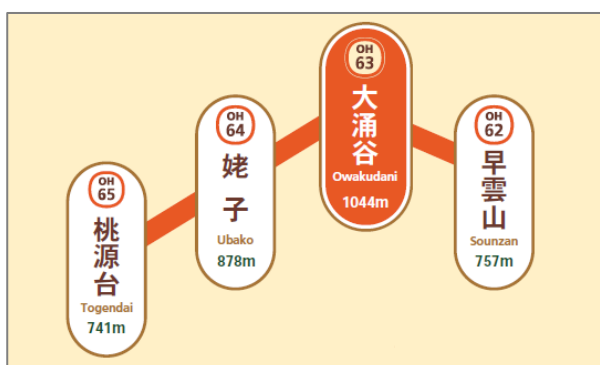 OH
65
桃源台
Togendai
741m
OH
64
姥子
Ubako
878m
OH
63
大涌谷
Owakudani
1044m
OH
62
早雲山
Sounzan
757m